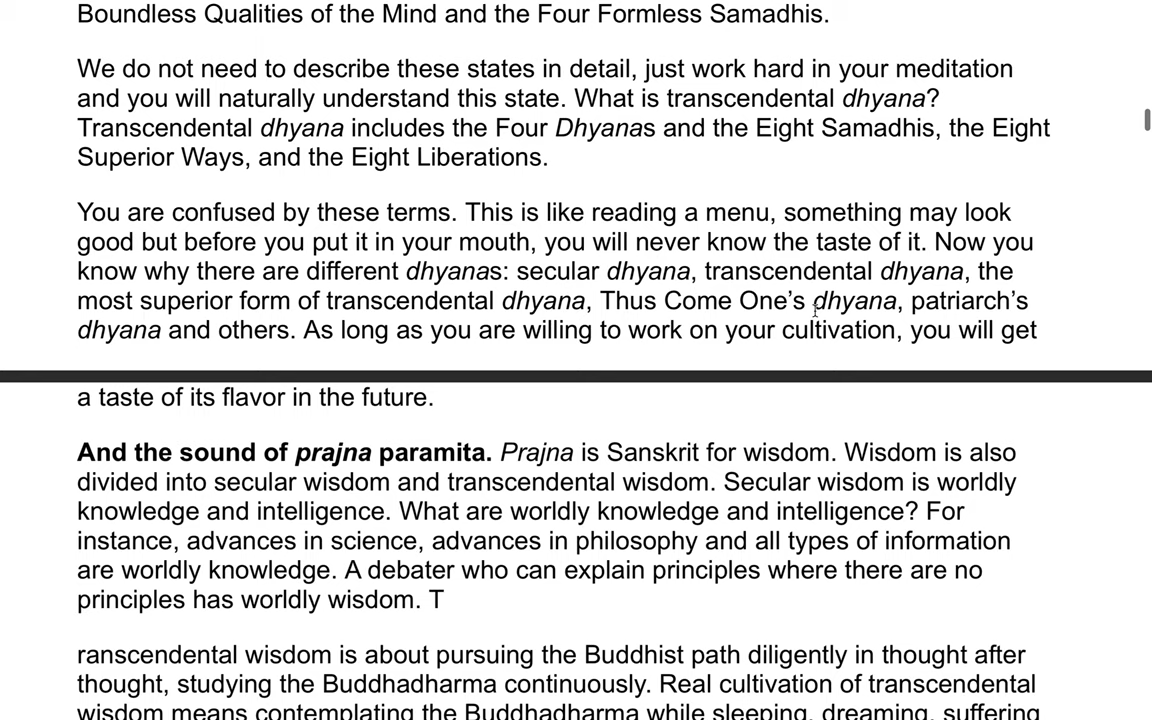 Boundless Qualities of the Mind and the Four Formless Samadhis.
We do not need to describe these states in detail, just work hard in your meditation
and you will naturally understand this state. What is transcendental dhyana?
Transcendental dhyana includes the Four Dhyanas and the Eight Samadhis, the Eight
Superior Ways, and the Eight Liberations.
You are confused by these terms. This is like reading a menu, something may look
good but before you put it in your mouth, you will never know the taste of it. Now you
know why there are different dhyanas: secular dhyana, transcendental dhyana, the
most superior form of transcendental dhyana, Thus Come One’s dhyana, patriarch’s
dhyana and others. As long as you are willing to work on your cultivation, you will get
a taste of its flavor in the future.
And the sound of prajna paramita. Prajna is Sanskrit for wisdom. Wisdom is also
divided into secular wisdom and transcendental wisdom. Secular wisdom is worldly
knowledge and intelligence. What are worldly knowledge and intelligence? For
instance, advances in science, advances in philosophy and all types of information
are worldly knowledge. A debater who can explain principles where there are no
principles has worldly wisdom. T
ranscendental wisdom is about pursuing the Buddhist path diligently in thought after
thought, studying the Buddhadharma continuously. Real cultivation of transcendental
wisdom means contemplating the Buddhadharma while sleeping, dreaming, suffering